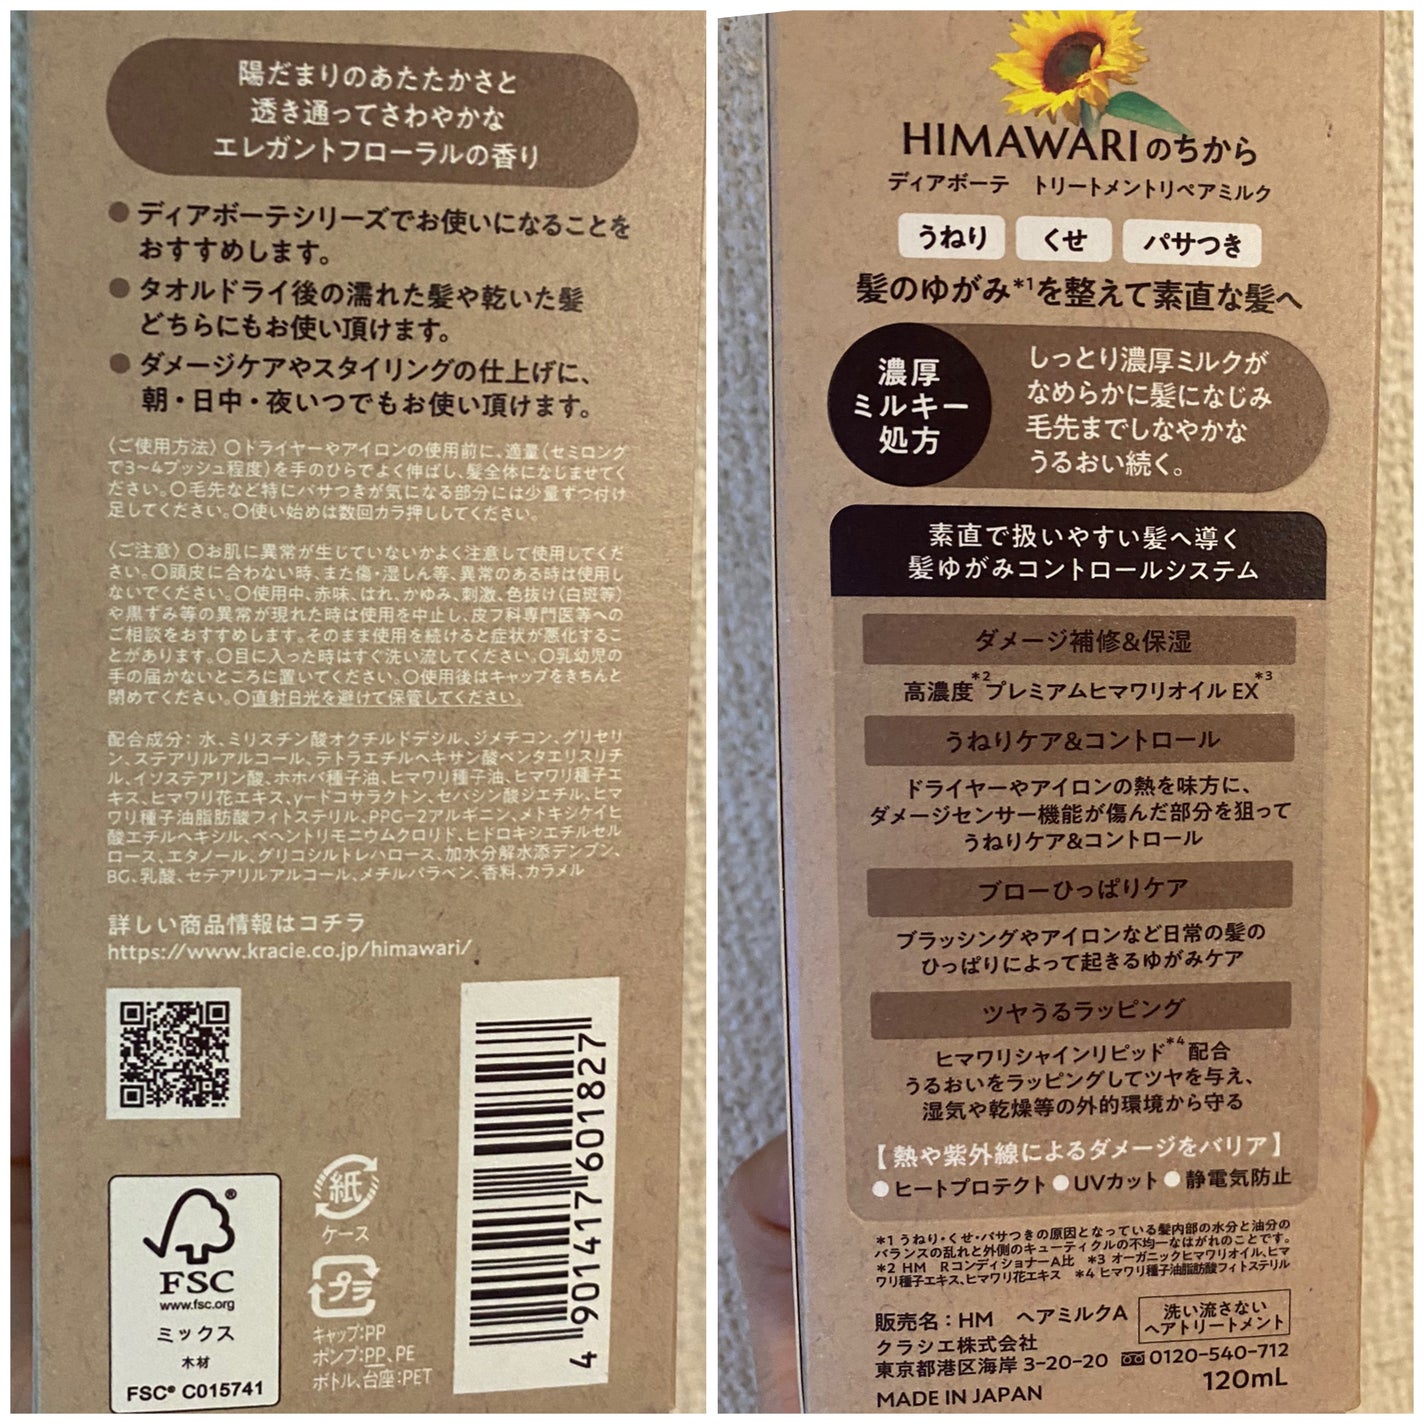 陽だまりのあたたかさと
透き通ってさわやかな
エレガントフローラルの香り
● ディアボーテシリーズでお使いになることを
おすすめします。
● タオルドライ後の濡れた髪や乾いた髪
どちらにもお使い頂けます。
● ダメージケアやスタイリングの仕上げに、
朝・日中・夜いつでもお使い頂けます。
〈ご使用方法〉〇ドライヤーやアイロンの使用前に、適量(セミロング
で3~4プッシュ程度)を手のひらでよく伸ばし、髪全体になじませてく
ださい。〇毛先など特にパサつきが気になる部分には少量ずつ付け
足してください。〇使い始めは数回カラ押ししてください。
〈ご注意〉〇お肌に異常が生じていないかよく注意して使用してくだ
さい。〇頭皮に合わない時、また傷・湿しん等、異常のある時は使用し
ないでください。〇使用中、赤味、はれ、かゆみ、刺激、色抜け(白斑等)
や黒ずみ等の異常が現れた時は使用を中止し、皮フ科専門医等への
ご相談をおすすめします。そのまま使用を続けると症状が悪化するこ
とがあります。〇目に入った時はすぐ洗い流してください。〇乳幼児の
手の届かないところに置いてください。〇使用後はキャップをきちんと
閉めてください。〇直射日光を避けて保管してください。
配合成分：水、ミリスチン酸オクチルドデシル、ジメチコン、グリセリ
ン、ステアリルアルコール、テトラエチルヘキサン酸ペンタエリスリチ
ル、イソステアリン酸、ホホバ種子油、ヒマワリ種子油、ヒマワリ種子エ
キス、ヒマワリ花エキス、γードコサラクトン、セバシン酸ジエチル、ヒマ
ワリ種子油脂肪酸フィトステリル、PPG-2アルギニン、メトキシケイヒ
酸エチルヘキシル、ベヘントリモニウムクロリド、ヒドロキシエチルセル
ロース、エタノール、グリコシルトレハロース、加水分解水添デンプン、
BG、乳酸、セテアリルアルコール、メチルパラベン、香料、カラメル
詳しい商品情報はコチラ
https://www.kracie.co.jp/himawari/
FSC®
www.fsc.org
ミックス
木材
FSC® C015741
紙
ケース
プラ
キャップ:PP
ポンプ:PP、PE
ボトル、台座:PET
4 901417 601827
HIMAWARIのちから
ディアボーテ トリートメントリペアミルク
うねり くせ パサつき
髪のゆがみ*1を整えて素直な髪へ
濃厚
ミルキー
処方
しっとり濃厚ミルクが
なめらかに髪になじみ
毛先までしなやかな
うるおい続く。
素直で扱いやすい髪へ導く
髪ゆがみコントロールシステム
ダメージ補修&保湿
高濃度*2プレミアムヒマワリオイル EX*3
うねりケア&コントロール
ドライヤーやアイロンの熱を味方に、
ダメージセンサー機能が傷んだ部分を狙って
うねりケア&コントロール
ブローひっぱりケア
ブラッシングやアイロンなど日常の髪の
ひっぱりによって起きるゆがみケア
ツヤうるラッピング
ヒマワリシャインリピッド*4配合
うるおいをラッピングしてツヤを与え、
湿気や乾燥等の外的環境から守る
【熱や紫外線によるダメージをバリア】
●ヒートプロテクト ●UVカット ●静電気防止
*1 うねり・くせ・パサつきの原因となっている髪内部の水分と油分の
バランスの乱れと外側のキューティクルの不均一なはがれのことです。
*2 HM RコンディショナーA比 *3 オーガニックヒマワリオイル、ヒマ
ワリ種子エキス、ヒマワリ花エキス *4 ヒマワリ種子油脂肪酸フィトステリル
販売名：HM ヘアミルクA
洗い流さない
ヘアトリートメント
クラシエ株式会社
東京都港区海岸 3-20-20 0120-540-712
MADE IN JAPAN 120mL